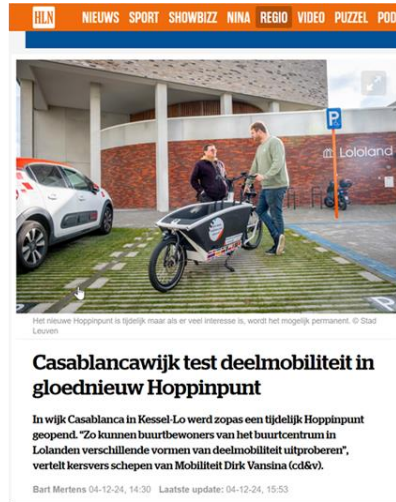 HLN NIEUWS SPORT SHOWBIZZ NINA REGIO VIDEO PUZZEL POD
P
Lololand
Het nieuwe Hoppinpunt is tijdelijk maar als er veel interesse is, wordt het mogelijk permanent. © Stad
Leuven
Casablancawijk test deelmobiliteit in
gloednieuw Hoppinpunt
In wijk Casablanca in Kessel-Lo werd zopas een tijdelijk Hoppinpunt
geopend. “Zo kunnen buurtbewoners van het buurtcentrum in
Lolanden verschillende vormen van deelmobiliteit uitproberen”,
vertelt kersvers schepen van Mobiliteit Dirk Vansina (cd&v).
Bart Mertens 04-12-24, 14:30 Laatste update: 04-12-24, 15:53